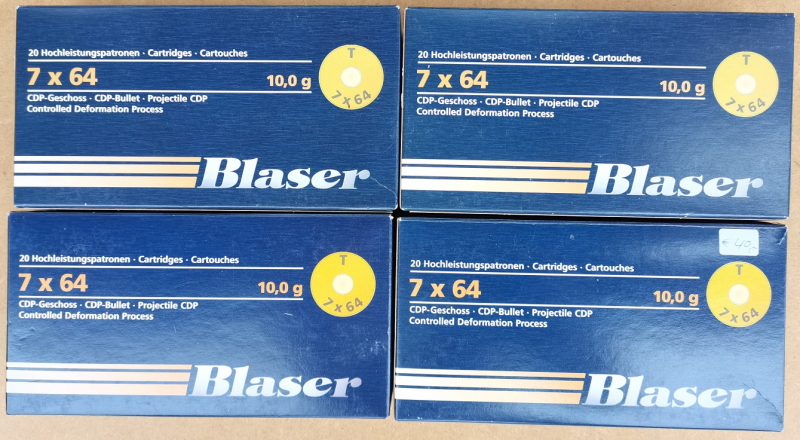 20 Hochleistungspatronen · Cartridges · Cartouches
7 x 64 10,0 g
CDP-Geschoss · CDP-Bullet · Projectile CDP
Controlled Deformation Process
T
7 x 64
Blaser
20 Hochleistungspatronen · Cartridges · Cartouches
7 x 64 10,0 g
CDP-Geschoss · CDP-Bullet · Projectile CDP
Controlled Deformation Process
T
7 x 64
Blaser
20 Hochleistungspatronen · Cartridges · Cartouches
7 x 64 10,0 g
CDP-Geschoss · CDP-Bullet · Projectile CDP
Controlled Deformation Process
T
7 x 64
Blaser
€ 40,-
20 Hochleistungspatronen · Cartridges · Cartouches
7 x 64 10,0 g
CDP-Geschoss · CDP-Bullet · Projectile CDP
Controlled Deformation Process
T
7 x 64
Blaser